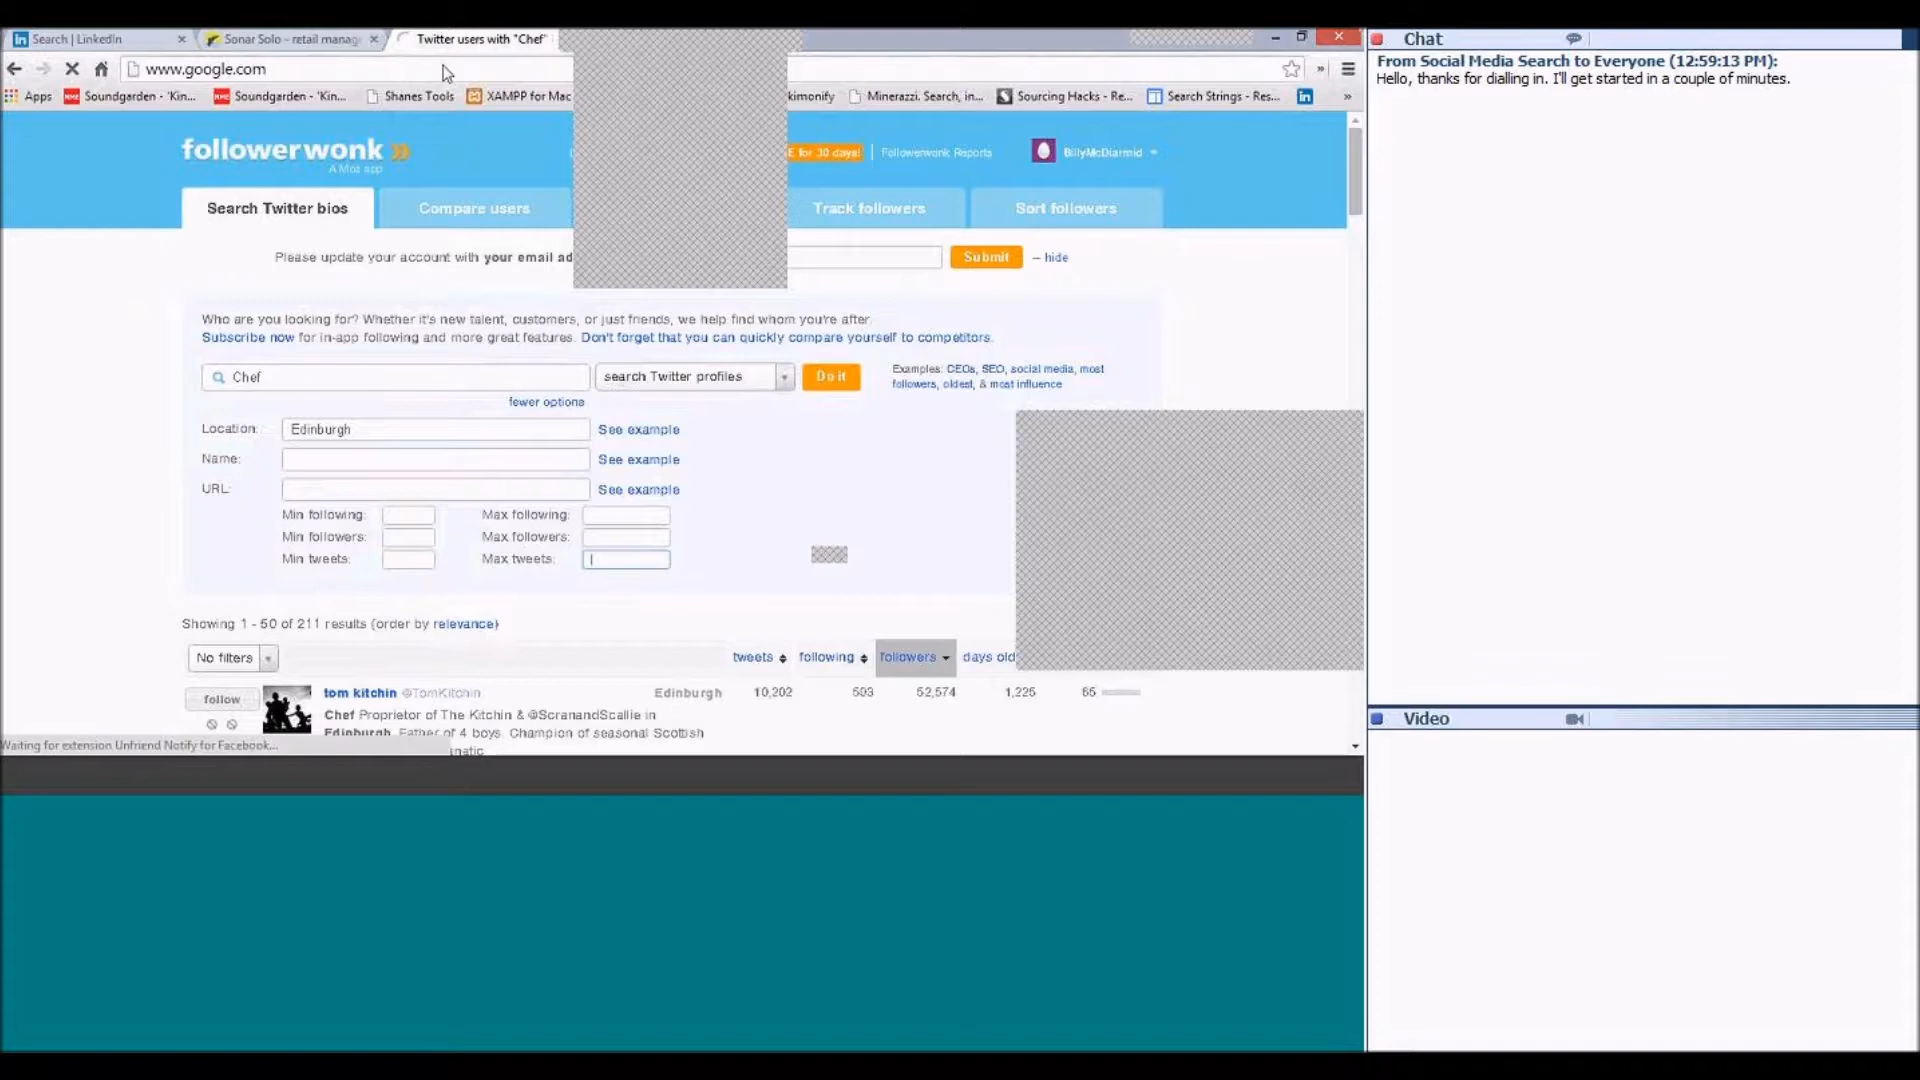 Search | LinkedIn
Sonar Solo - retail manag
Twitter users with "Chef"
www.google.com
Apps
NME Soundgarden - 'Kin...
NME Soundgarden - 'Kin...
Shanes Tools
XAMPP for Mac
kimonify
Minerazzi. Search, in...
Sourcing Hacks - Re...
Search Strings - Res...
followerwonk
A Moz app
E for 30 days!
Followerwonk Reports
BillyMcDiarmid
Search Twitter bios
Compare users
Track followers
Sort followers
Please update your account with your email ad
Submit
– hide
Who are you looking for? Whether it's new talent, customers, or just friends, we help find whom you're after.
Subscribe now for in-app following and more great features. Don't forget that you can quickly compare yourself to competitors.
Chef
search Twitter profiles
Do it
Examples: CEOs, SEO, social media, most
followers, oldest, & most influence
fewer options
Location: Edinburgh See example
Name: See example
URL: See example
Min following: Max following:
Min followers: Max followers:
Min tweets: Max tweets:
Showing 1 - 50 of 211 results (order by relevance)
No filters
tweets following followers days old
follow
tom kitchin @TomKitchin Edinburgh 10,202 503 52,574 1,225 65
Chef Proprietor of The Kitchin & @ScranandScallie in
Edinburgh. Father of 4 boys. Champion of seasonal Scottish
Waiting for extension Unfriend Notify for Facebook...
Chat
From Social Media Search to Everyone (12:59:13 PM):
Hello, thanks for dialling in. I'll get started in a couple of minutes.
Video